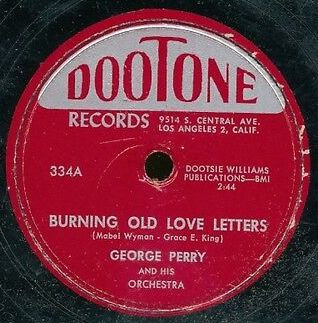 DOOTONE
RECORDS
9514 S. CENTRAL AVE.
LOS ANGELES 2, CALIF.
334A
DOOTSIE WILLIAMS
PUBLICATIONS—BMI
2:44
BURNING OLD LOVE LETTERS
(Mabel Wyman - Grace E. King)
GEORGE PERRY
AND HIS
ORCHESTRA